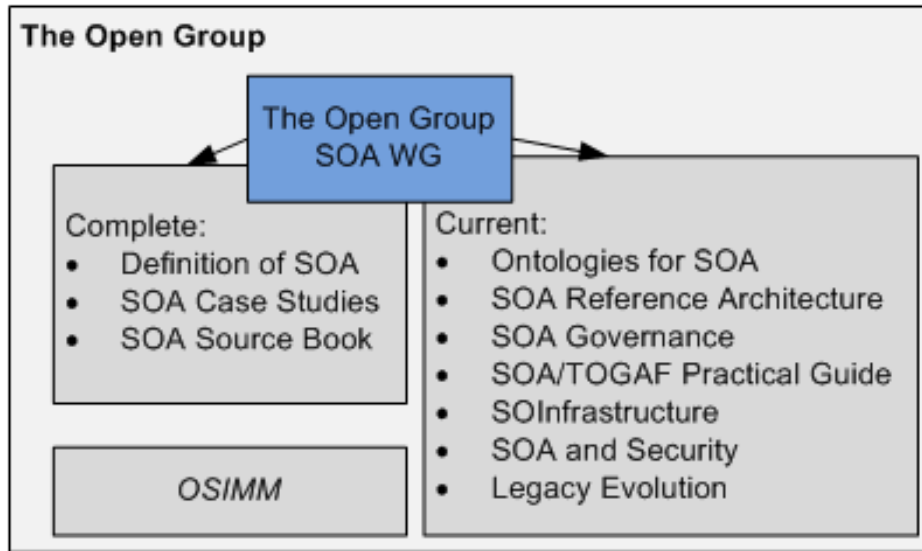 The Open Group
The Open Group
SOA WG
Complete:
• Definition of SOA
• SOA Case Studies
• SOA Source Book
Current:
• Ontologies for SOA
• SOA Reference Architecture
• SOA Governance
• SOA/TOGAF Practical Guide
• SOInfrastructure
• SOA and Security
• Legacy Evolution
OSIMM